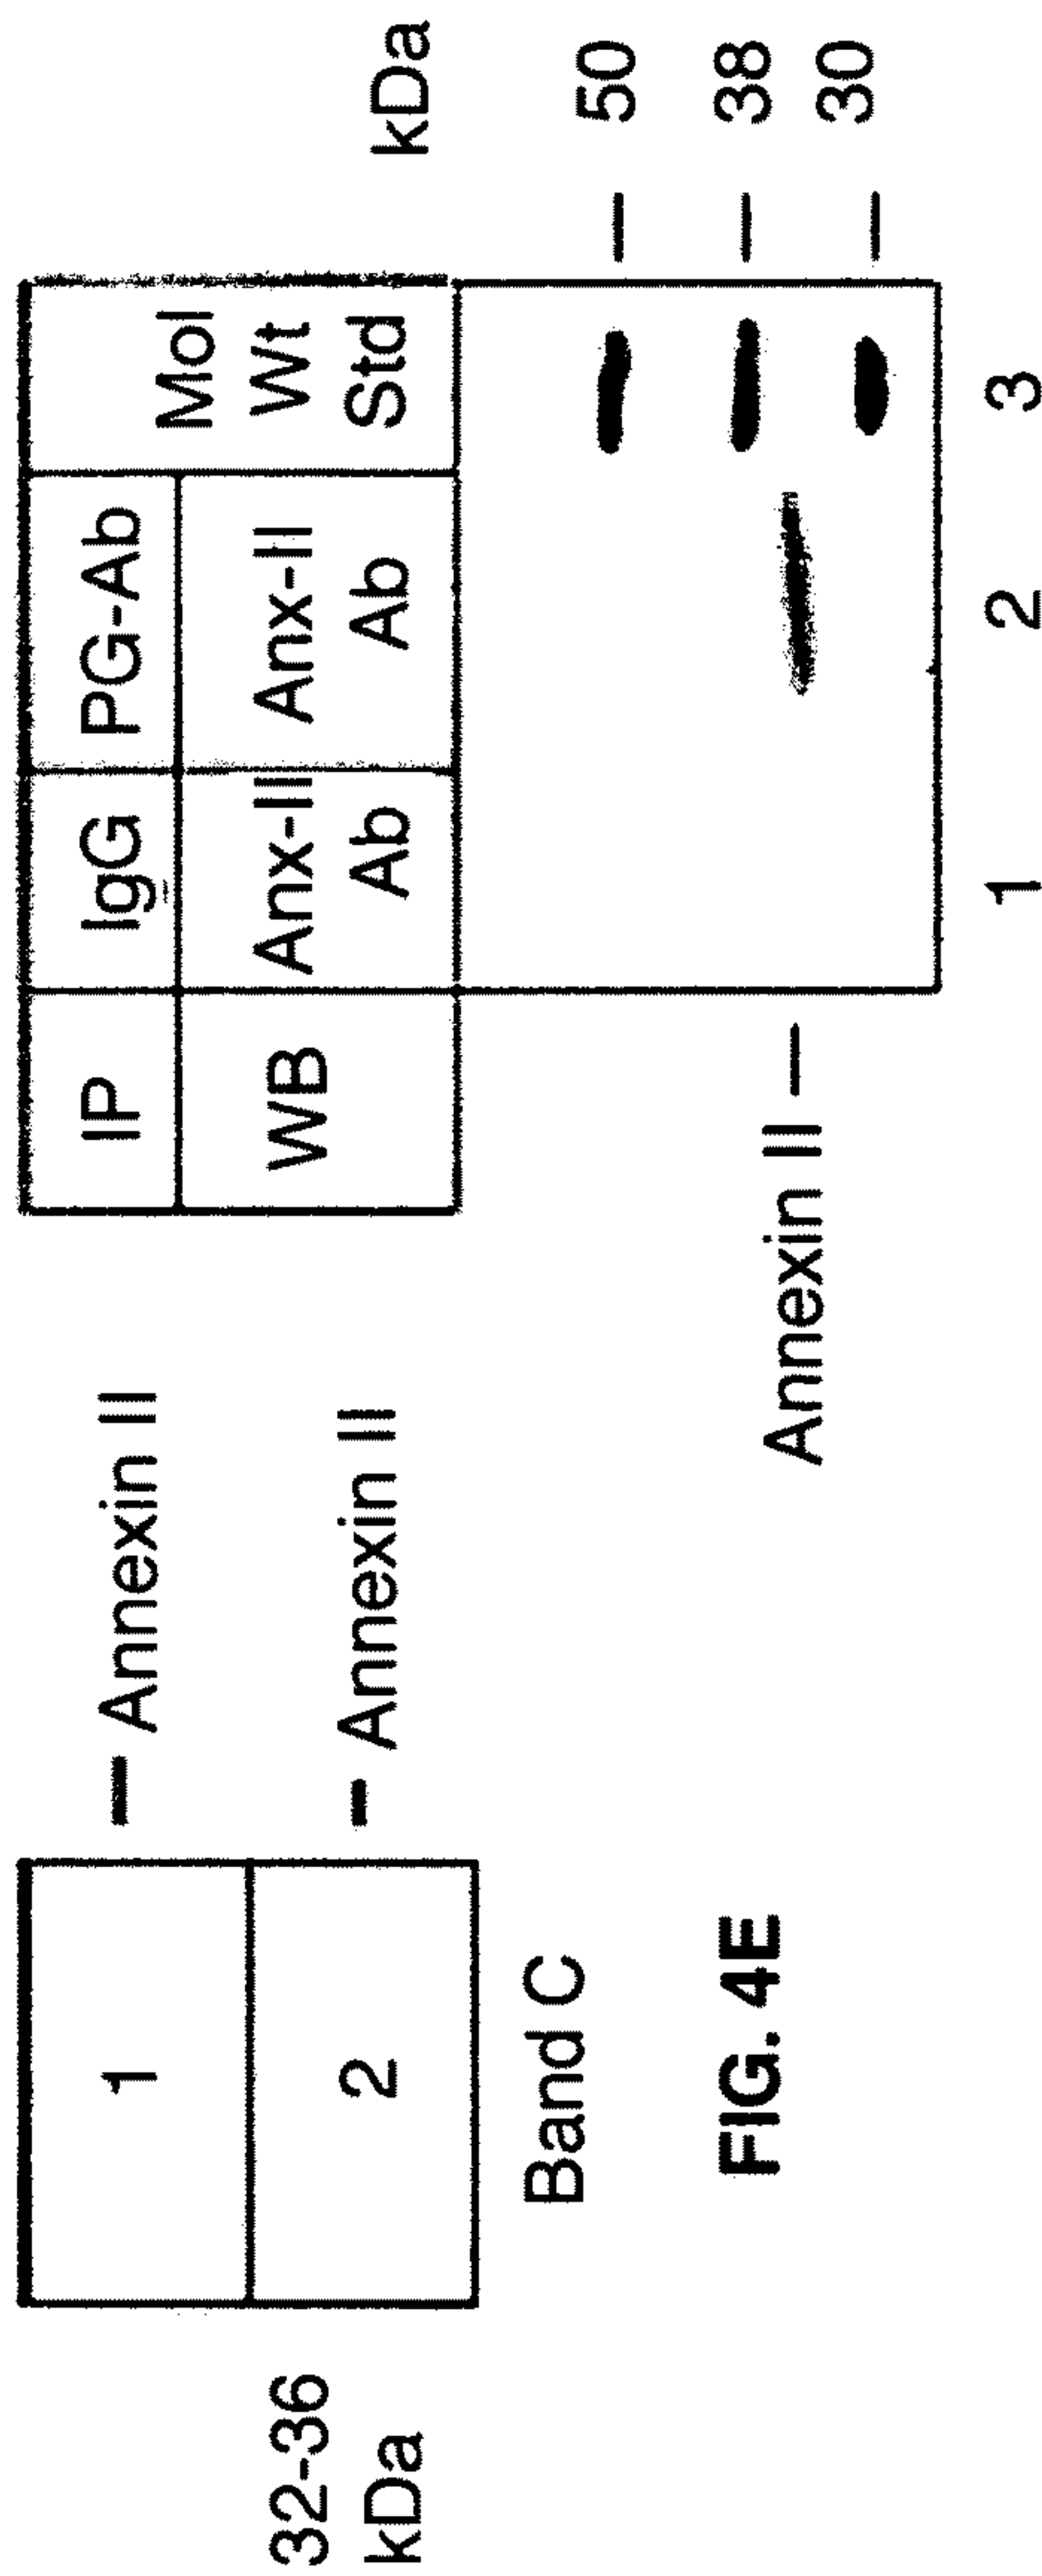 32-36
kDa
1
2
— Annexin II
– Annexin II
Band C
FIG. 4E
IP IgG PG-Ab Mol
Wt
Std
WB Anx-II
Ab Anx-II
Ab
kDa
— 50
— 38
— 30
Annexin II —
1 2 3